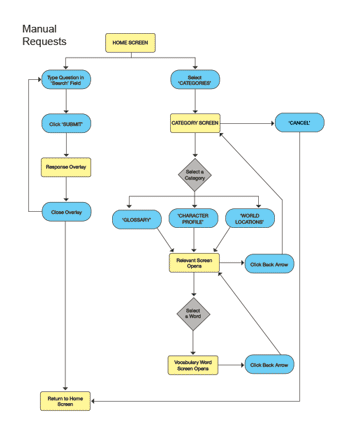 Manual
Requests
HOME SCREEN
Type Question in
'Search' Field
Select
'CATEGORIES'
Click 'SUBMIT'
CATEGORY SCREEN
'CANCEL'
Response Overlay
Select a
Category
Close Overlay
'GLOSSARY'
'CHARACTER
PROFILE'
'WORLD
LOCATIONS'
Relevant Screen
Opens
Click Back Arrow
Select
a Word
Vocabulary Word
Screen Opens
Click Back Arrow
Return to Home
Screen